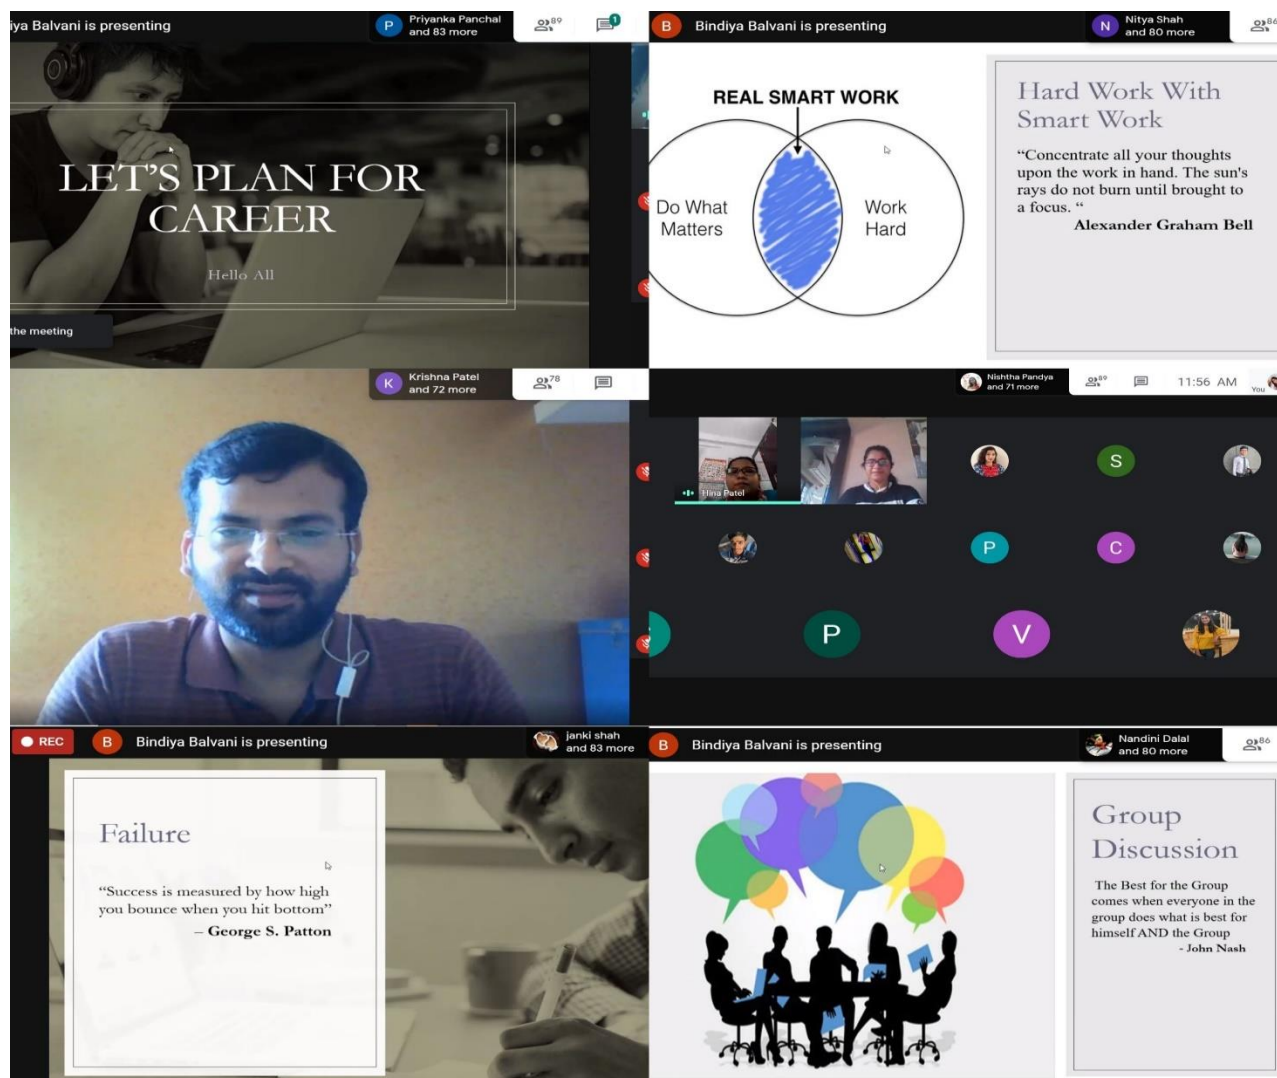 iya Balvani is presenting
P
Priyanka Panchal
and 83 more
89
1
LET'S PLAN FOR
CAREER
Hello All
the meeting
B
Bindiya Balvani is presenting
N
Nitya Shah
and 80 more
86
REAL SMART WORK
Do What
Matters
Work
Hard
Hard Work With
Smart Work
“Concentrate all your thoughts
upon the work in hand. The sun's
rays do not burn until brought to
a focus. “
Alexander Graham Bell
K
Krishna Patel
and 72 more
78
Nishtha Pandya
and 71 more
89
11:56 AM
You
Hina Patel
S
P
C
P
V
REC
B
Bindiya Balvani is presenting
janki shah
and 83 more
Failure
“Success is measured by how high
you bounce when you hit bottom”
– George S. Patton
B
Bindiya Balvani is presenting
Nandini Dalal
and 80 more
86
Group
Discussion
The Best for the Group
comes when everyone in the
group does what is best for
himself AND the Group
- John Nash